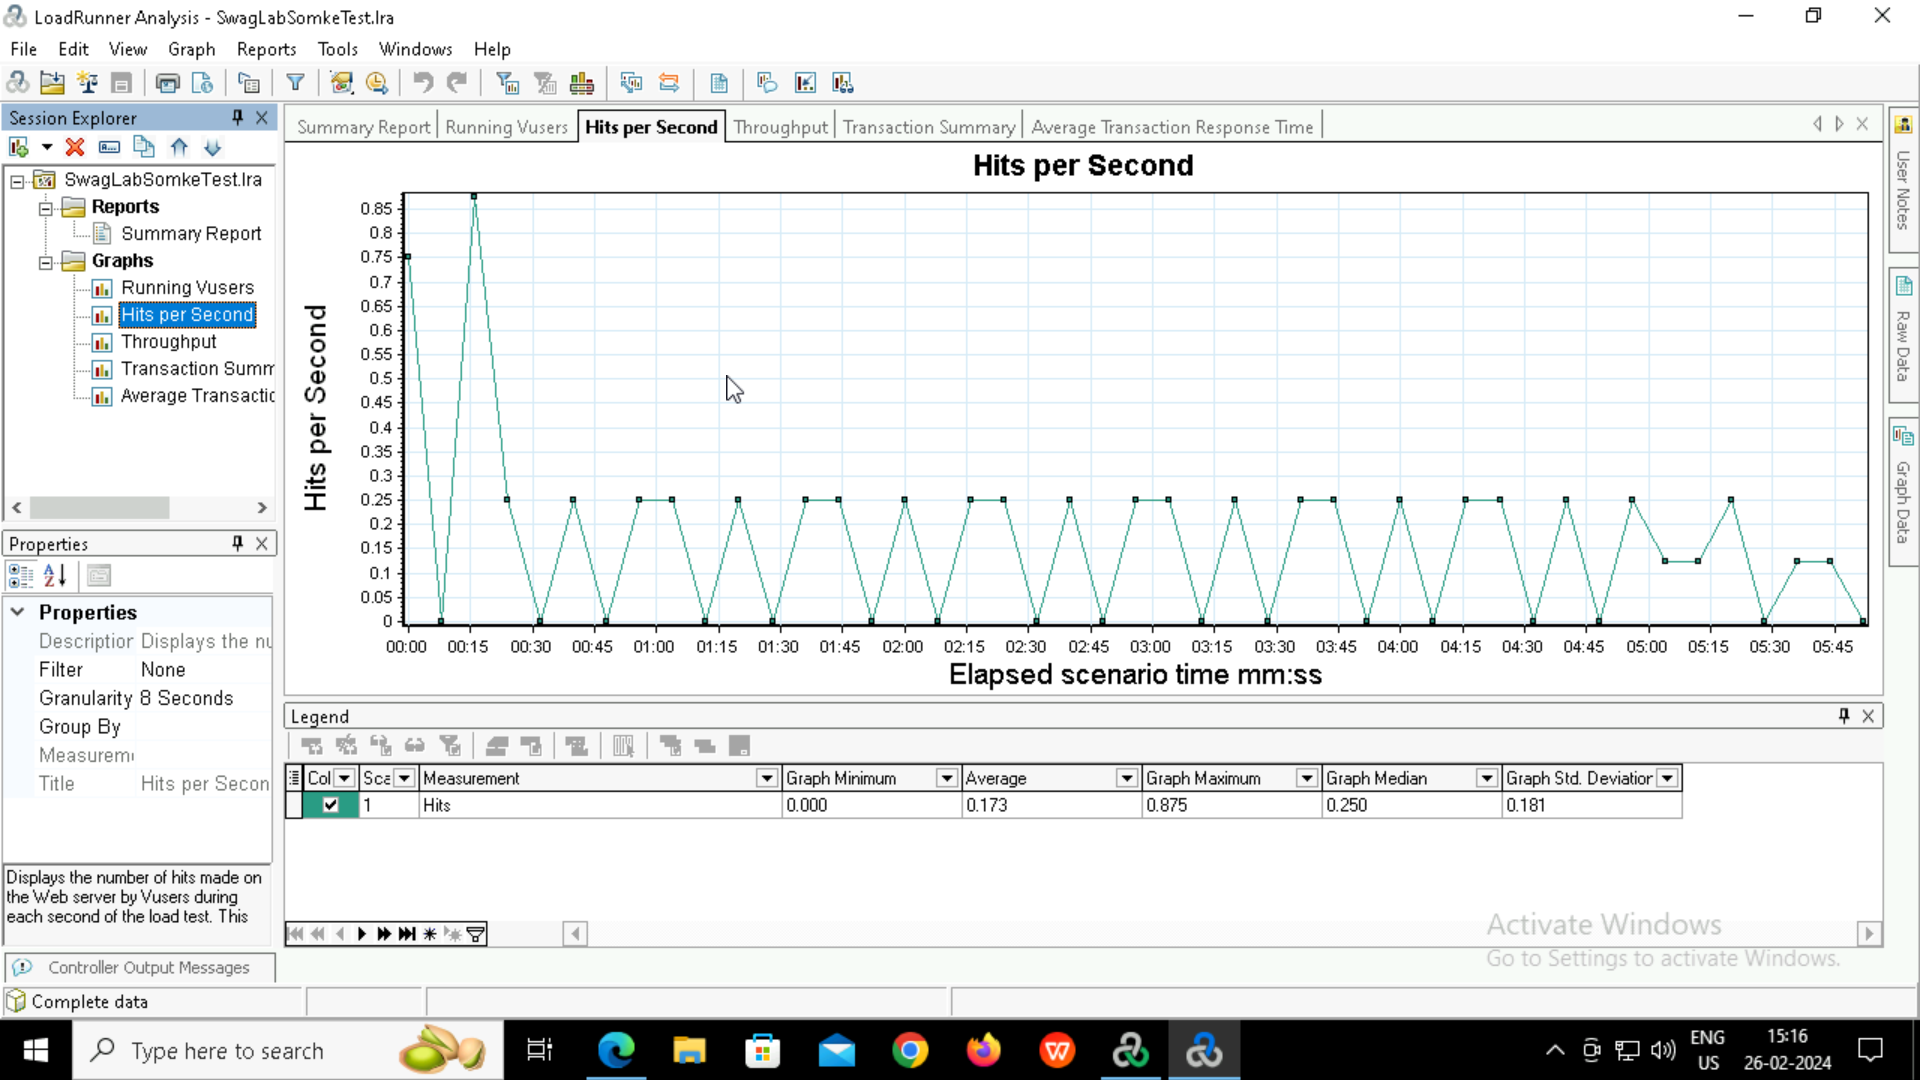 LoadRunner Analysis - SwagLabSomkeTest.lra
File Edit View Graph Reports Tools Windows Help
Session Explorer
SwagLabSomkeTest.lra
Reports
Summary Report
Graphs
Running Vusers
Hits per Second
Throughput
Transaction Summ
Average Transactic
Properties
Properties
Descriptior Displays the nu
Filter None
Granularity 8 Seconds
Group By
Measureme
Title Hits per Secon
Displays the number of hits made on
the Web server by Vusers during
each second of the load test. This
Controller Output Messages
Complete data
Summary Report Running Vusers Hits per Second Throughput Transaction Summary Average Transaction Response Time
Hits per Second
Hits per Second
0.85
0.8
0.75
0.7
0.65
0.6
0.55
0.5
0.45
0.4
0.35
0.3
0.25
0.2
0.15
0.1
0.05
0
00:00 00:15 00:30 00:45 01:00 01:15 01:30 01:45 02:00 02:15 02:30 02:45 03:00 03:15 03:30 03:45 04:00 04:15 04:30 04:45 05:00 05:15 05:30 05:45
Elapsed scenario time mm:ss
Legend
Col Sca Measurement Graph Minimum Average Graph Maximum Graph Median Graph Std. Deviatior
1 Hits 0.000 0.173 0.875 0.250 0.181
User Notes
Raw Data
Graph Data
Activate Windows
Go to Settings to activate Windows.
Type here to search
ENG
US
15:16
26-02-2024